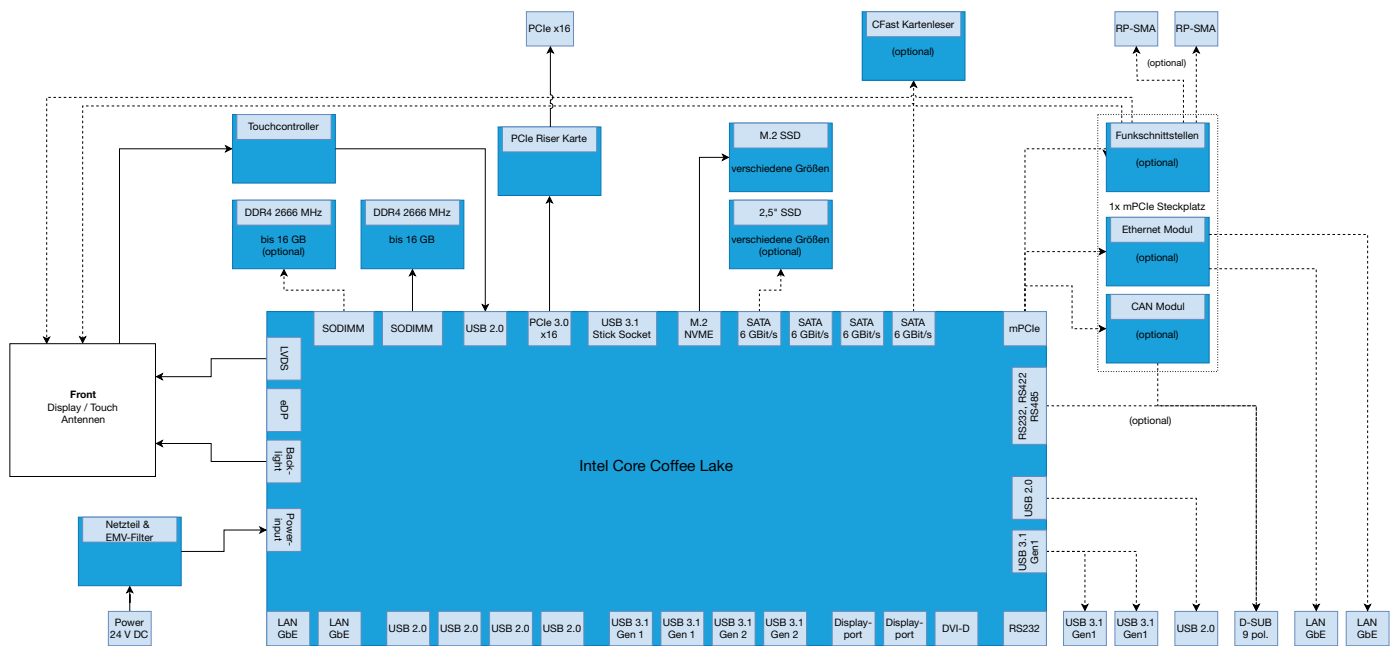 PCIe x16
CFast Kartenleser
(optional)
RP-SMA
RP-SMA
(optional)
Touchcontroller
PCIe Riser Karte
M.2 SSD
verschiedene Größen
Funkschnittstellen
(optional)
DDR4 2666 MHz
bis 16 GB
(optional)
DDR4 2666 MHz
bis 16 GB
2,5" SSD
verschiedene Größen
(optional)
1x mPCIe Steckplatz
Ethernet Modul
(optional)
CAN Modul
(optional)
SODIMM
SODIMM
USB 2.0
PCIe 3.0
x16
USB 3.1
Stick Socket
M.2
NVME
SATA
6 GBit/s
SATA
6 GBit/s
SATA
6 GBit/s
SATA
6 GBit/s
mPCIe
Front
Display / Touch
Antennen
LVDS
eDP
Back-
light
Power-
input
Intel Core Coffee Lake
RS232, RS422
RS485
(optional)
USB 2.0
USB 3.1
Gen1
Netzteil &
EMV-Filter
Power
24 V DC
LAN
GbE
LAN
GbE
USB 2.0
USB 2.0
USB 2.0
USB 2.0
USB 3.1
Gen 1
USB 3.1
Gen 1
USB 3.1
Gen 2
USB 3.1
Gen 2
Display-
port
Display-
port
DVI-D
RS232
USB 3.1
Gen1
USB 3.1
Gen1
USB 2.0
D-SUB
9 pol.
LAN
GbE
LAN
GbE